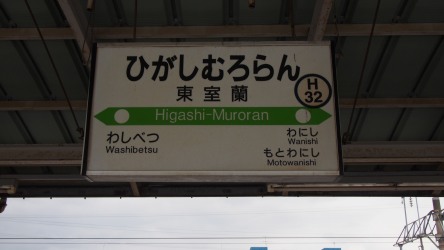 ひがしむろらん
東室蘭
H
32
Higashi-Muroran
わしべつ
Washibetsu
わにし
Wanishi
もとわにし
Motowanishi